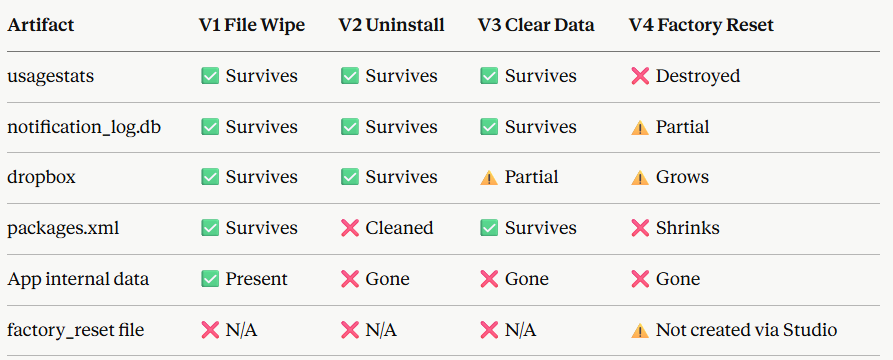 Artifact V1 File Wipe V2 Uninstall V3 Clear Data V4 Factory Reset
usagestats ✅ Survives ✅ Survives ✅ Survives ❌ Destroyed
notification_log.db ✅ Survives ✅ Survives ✅ Survives ⚠️ Partial
dropbox ✅ Survives ✅ Survives ⚠️ Partial ⚠️ Grows
packages.xml ✅ Survives ❌ Cleaned ✅ Survives ❌ Shrinks
App internal data ✅ Present ❌ Gone ❌ Gone ❌ Gone
factory_reset file ❌ N/A ❌ N/A ❌ N/A ⚠️ Not created via Studio